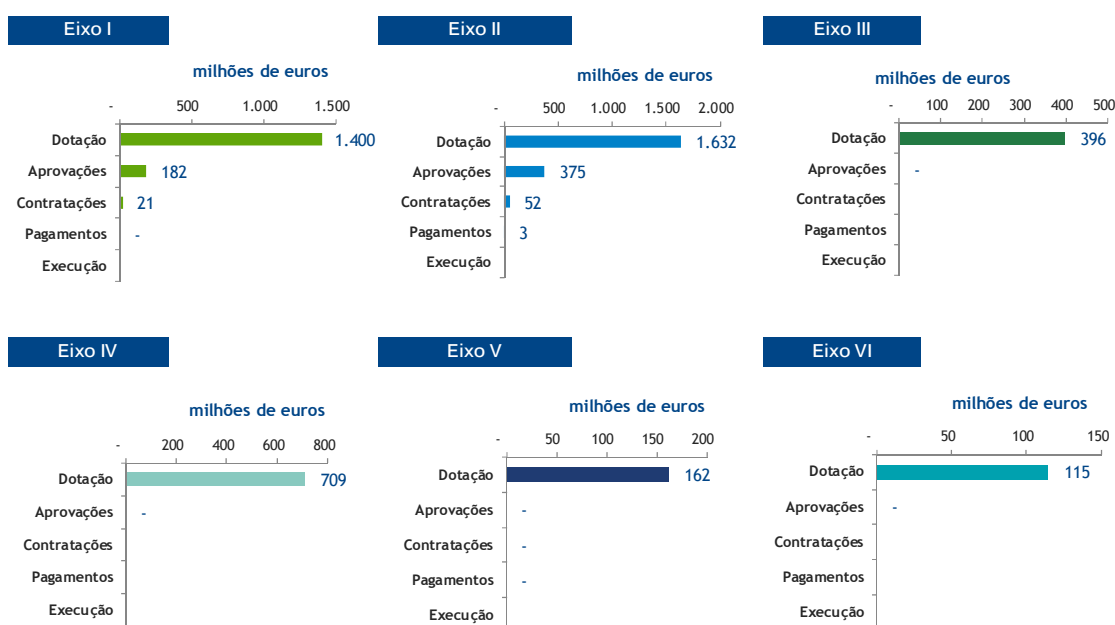 Eixo I
milhões de euros
- 500 1.000 1.500
Dotação 1.400
Aprovações 182
Contratações 21
Pagamentos -
Execução
Eixo II
milhões de euros
- 500 1.000 1.500 2.000
Dotação 1.632
Aprovações 375
Contratações 52
Pagamentos 3
Execução
Eixo III
milhões de euros
- 100 200 300 400 500
Dotação 396
Aprovações -
Contratações
Pagamentos
Execução
Eixo IV
milhões de euros
- 200 400 600 800
Dotação 709
Aprovações -
Contratações
Pagamentos
Execução
Eixo V
milhões de euros
- 50 100 150 200
Dotação 162
Aprovações -
Contratações -
Pagamentos -
Execução
Eixo VI
milhões de euros
- 50 100 150
Dotação 115
Aprovações -
Contratações
Pagamentos
Execução